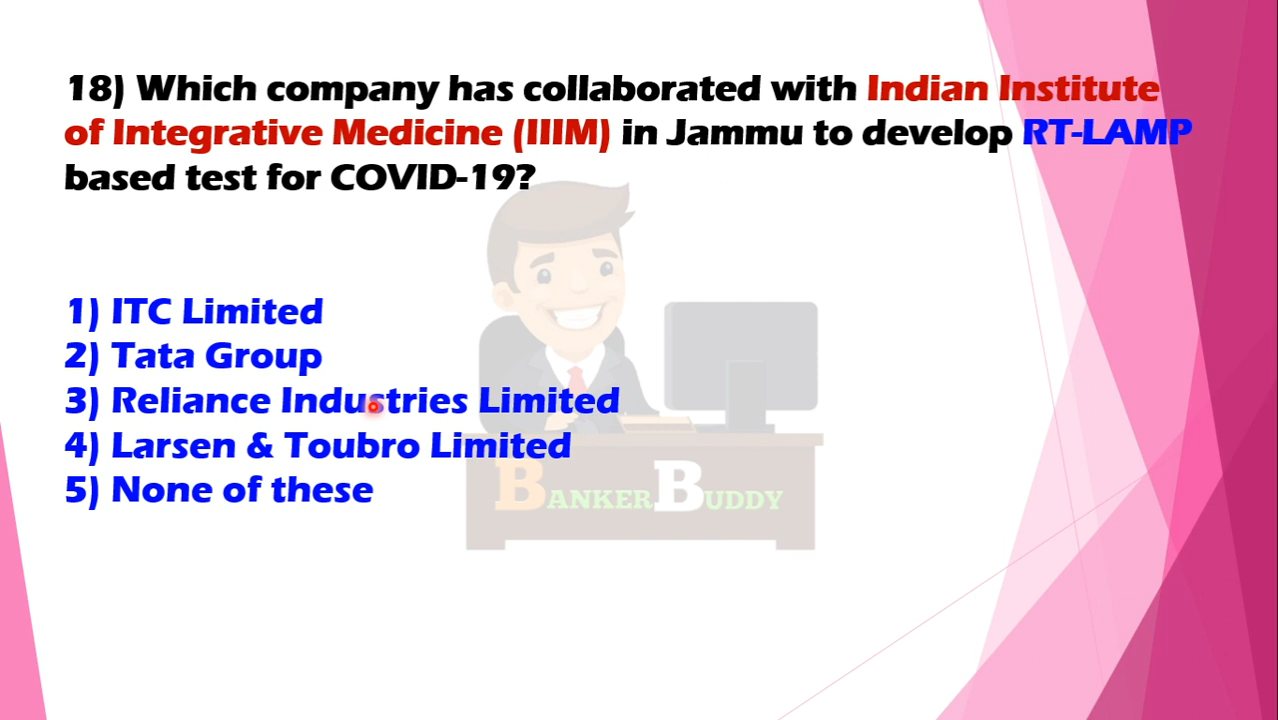 18) Which company has collaborated with Indian Institute
of Integrative Medicine (IIIM) in Jammu to develop RT-LAMP
based test for COVID-19?
1) ITC Limited
2) Tata Group
3) Reliance Industries Limited
4) Larsen & Toubro Limited
5) None of these
BANKERBUDDY